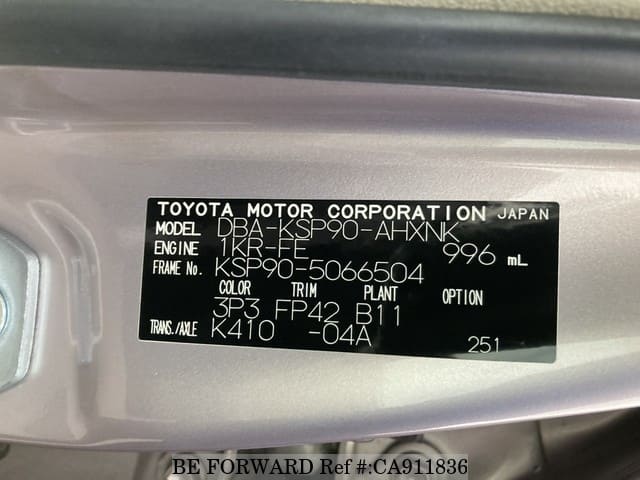 TOYOTA MOTOR CORPORATION JAPAN
MODEL DBA-KSP90-AHXNK
ENGINE 1KR-FE 996 mL
FRAME No. KSP90-5066504
COLOR TRIM PLANT OPTION
3P3 FP42 B11
TRANS./AXLE K410 -04A 251
BE FORWARD Ref #:CA911836